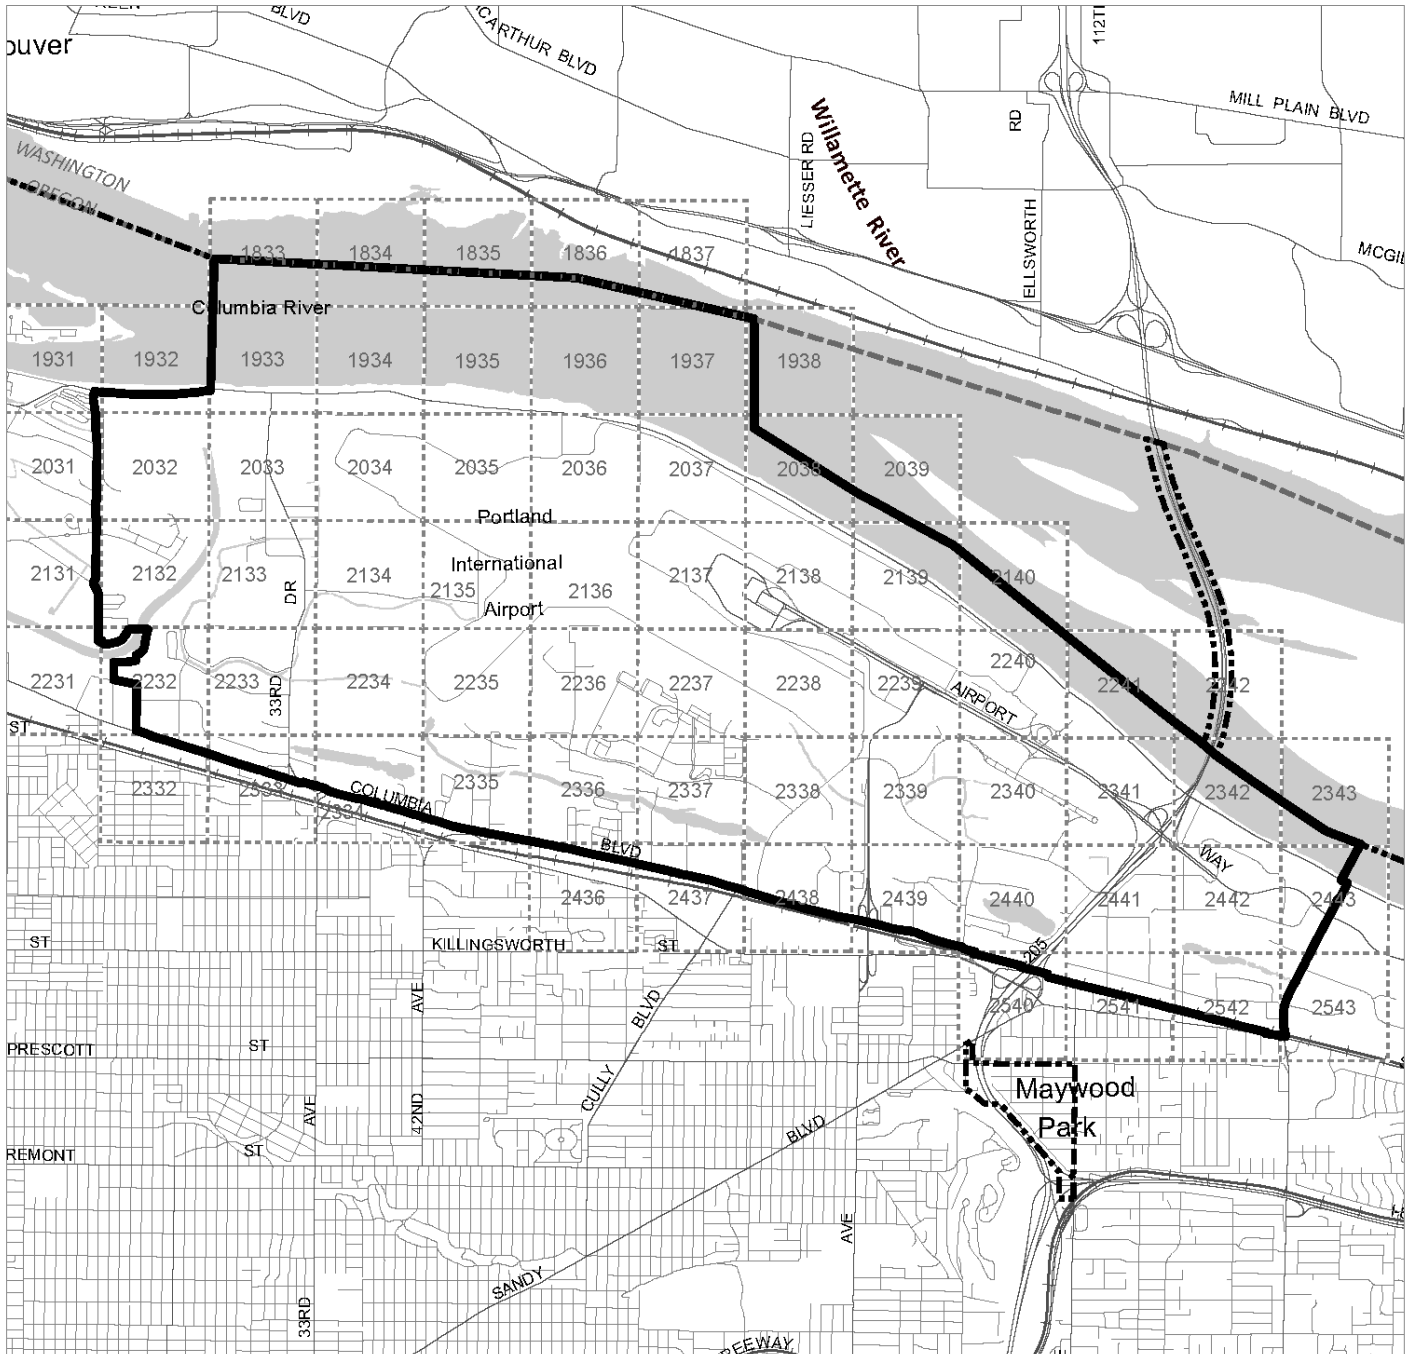 BLVD
CARTHUR BLVD
112TH
ouver
MILL PLAIN BLVD
RD
LIESSER RD
Willamette River
WASHINGTON
OREGON
ELLSWORTH
MCGIL
1833 1834 1835 1836 1837
Columbia River
1931 1932 1933 1934 1935 1936 1937 1938
2031 2032 2033 2034 2035 2036 2037 2038 2039
Portland
International
Airport
2131 2132 2133 2134 2135 2136 2137 2138 2139 2140
DR
2231 2232 2233 2234 2235 2236 2237 2238 2239 2240 2241 2242
33RD
AIRPORT
ST
2332 2333 2334 2335 2336 2337 2338 2339 2340 2341 2342 2343
COLUMBIA
BLVD
WAY
2436 2437 2438 2439 2440 2441 2442 2443
ST
KILLINGSWORTH ST
205
AVE
BLVD
2540 2541 2542 2543
PRESCOTT
ST
Maywood
Park
CULLY
AVE
42ND
BLVD
REMONT
ST
AVE
SANDY
33RD
REEWAY